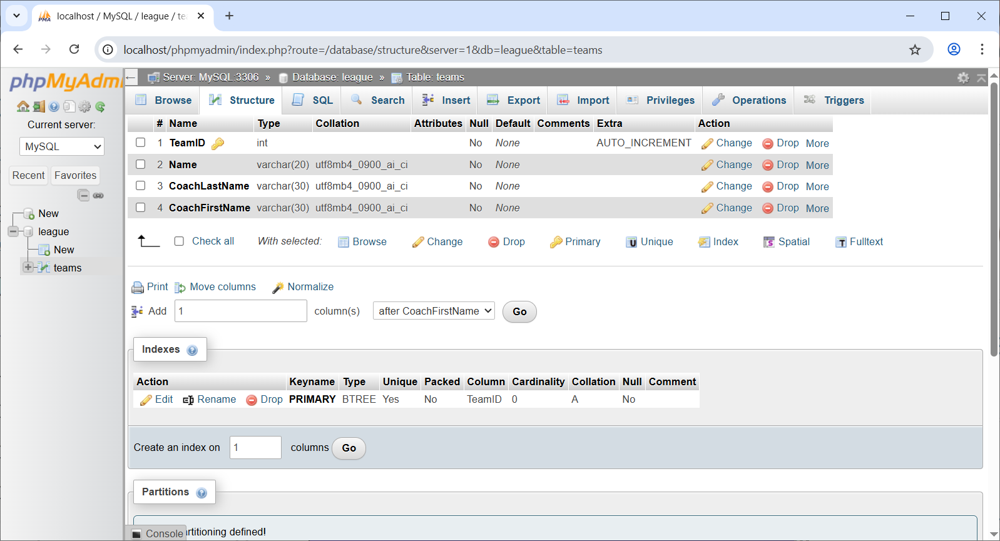 localhost / MySQL / league / te
localhost/phpmyadmin/index.php?route=/database/structure&server=1&db=league&table=teams
phpMyAdm
Current server:
MySQL
Recent Favorites
New
league
New
teams
Server: MySQL:3306 » Database: league » Table: teams
Browse Structure SQL Search Insert Export Import Privileges Operations Triggers
# Name Type Collation Attributes Null Default Comments Extra Action
1 TeamID int No None AUTO_INCREMENT Change Drop More
2 Name varchar(20) utf8mb4_0900_ai_ci No None Change Drop More
3 CoachLastName varchar(30) utf8mb4_0900_ai_ci No None Change Drop More
4 CoachFirstName varchar(30) utf8mb4_0900_ai_ci No None Change Drop More
Check all With selected: Browse Change Drop Primary Unique Index Spatial Fulltext
Print Move columns Normalize
Add 1 column(s) after CoachFirstName Go
Indexes
Action Keyname Type Unique Packed Column Cardinality Collation Null Comment
Edit Rename Drop PRIMARY BTREE Yes No TeamID 0 A No
Create an index on 1 columns Go
Partitions
artitioning defined!
Console